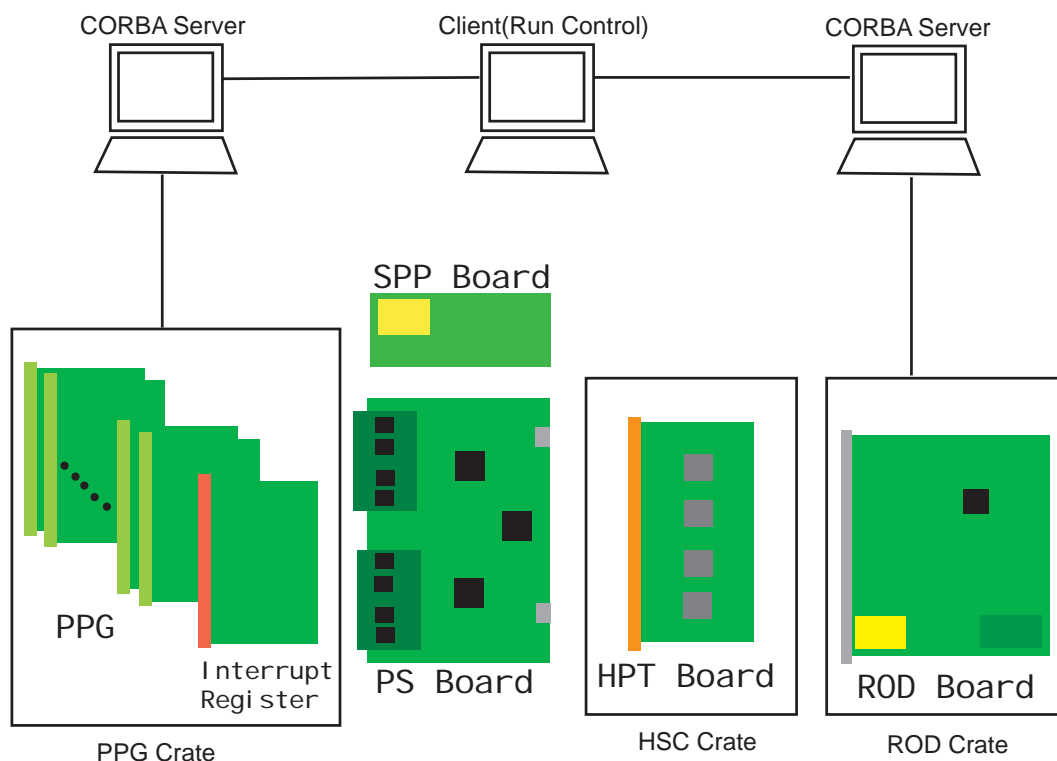 CORBA Server
Client(Run Control)
CORBA Server
SPP Board
PPG
Interrupt
Register
PS Board
HPT Board
ROD Board
PPG Crate
HSC Crate
ROD Crate